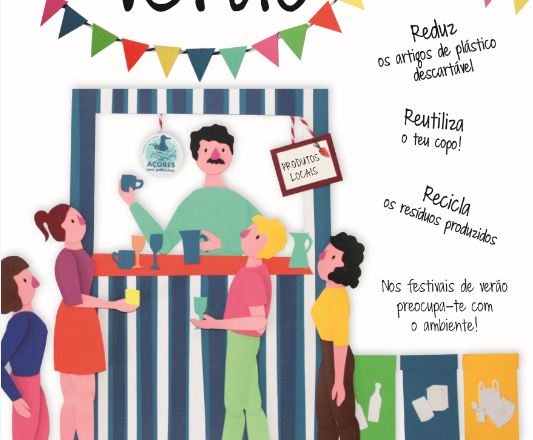 Verão
Reduz
os artigos de plástico
descartável
AÇORES
PRODUTOS
LOCAIS
Reutiliza
o teu copo!
Recicla
os resíduos produzidos
Nos festivais de verão
preocupa-te com
o ambiente!